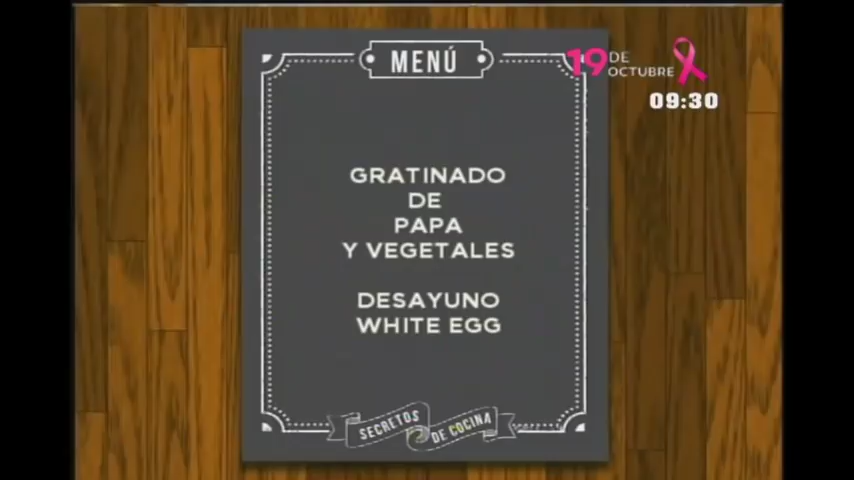 MENÚ
19 DE OCTUBRE
09:30
GRATINADO
DE
PAPA
Y VEGETALES
DESAYUNO
WHITE EGG
SECRETOS DE COCINA